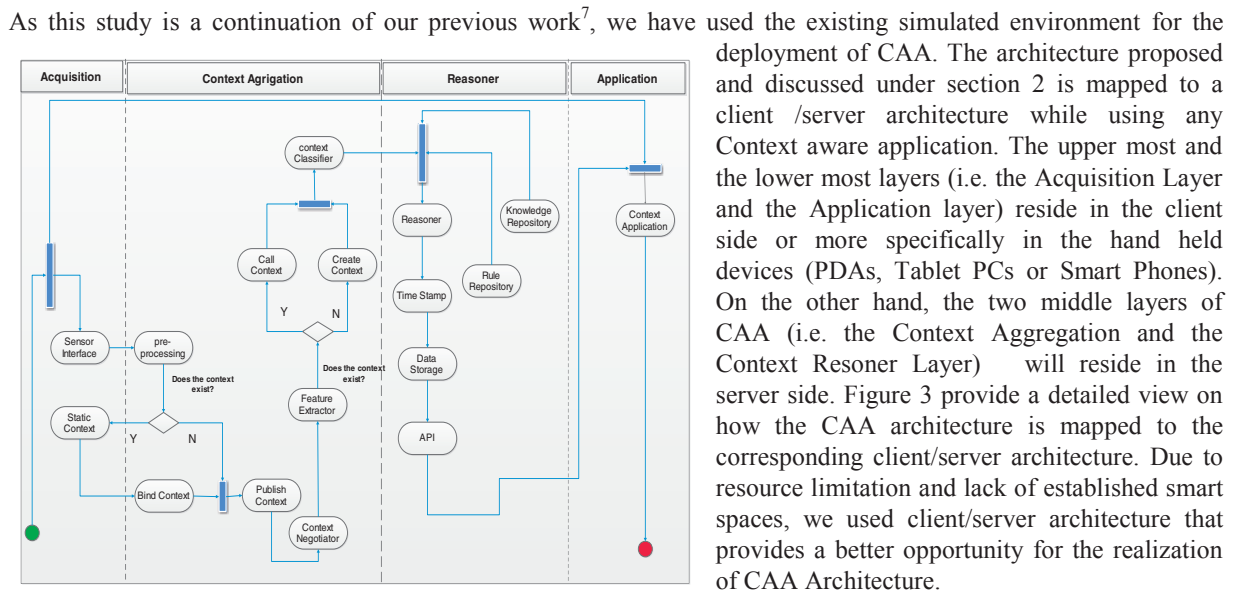 As this study is a continuation of our previous work7, we have used the existing simulated environment for the
deployment of CAA. The architecture proposed
and discussed under section 2 is mapped to a
client /server architecture while using any
Context aware application. The upper most and
the lower most layers (i.e. the Acquisition Layer
and the Application layer) reside in the client
side or more specifically in the hand held
devices (PDAs, Tablet PCs or Smart Phones).
On the other hand, the two middle layers of
CAA (i.e. the Context Aggregation and the
Context Resoner Layer) will reside in the
server side. Figure 3 provide a detailed view on
how the CAA architecture is mapped to the
corresponding client/server architecture. Due to
resource limitation and lack of established smart
spaces, we used client/server architecture that
provides a better opportunity for the realization
of CAA Architecture.
Acquisition
Context Agrigation
Reasoner
Application
context
Classifier
Reasoner
Knowledge
Repository
Context
Application
Call
Context
Create
Context
Rule
Repository
Time Stamp
Y
N
Sensor
Interface
pre-
processing
Does the context
exist?
Does the context
exist?
Data
Storage
Feature
Extractor
Static
Context
Y
N
API
Bind Context
Publish
Context
Context
Negotiator